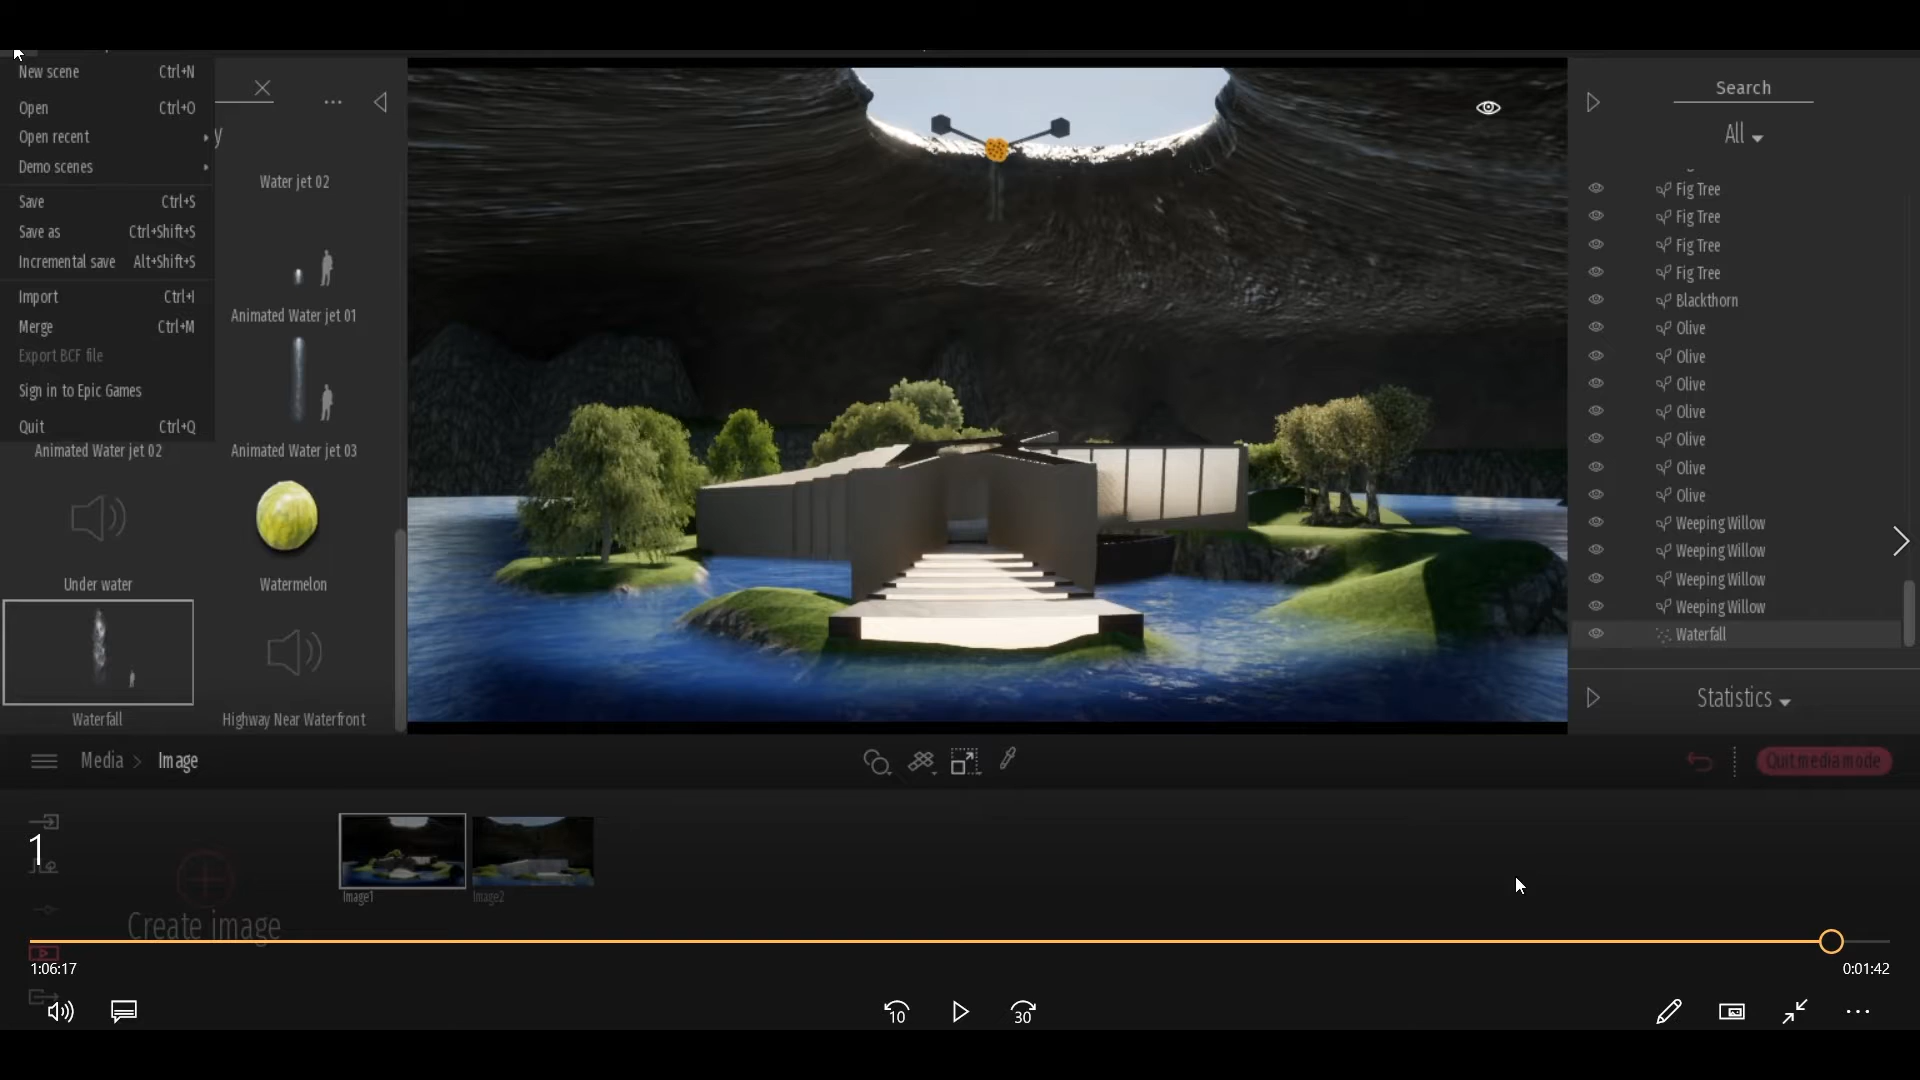 New scene Ctrl+N
Open Ctrl+O
Open recent
Demo scenes
Save Ctrl+S
Save as Ctrl+Shift+S
Incremental save Alt+Shift+S
Import Ctrl+I
Merge Ctrl+M
Export BCF file
Sign in to Epic Games
Quit Ctrl+Q
y
Water jet 02
Animated Water jet 01
Animated Water jet 02
Animated Water jet 03
Under water
Watermelon
Waterfall
Highway Near Waterfront
Search
All
Fig Tree
Fig Tree
Fig Tree
Fig Tree
Blackthorn
Olive
Olive
Olive
Olive
Olive
Olive
Olive
Weeping Willow
Weeping Willow
Weeping Willow
Weeping Willow
Waterfall
Statistics
Media > Image
Quit media mode
1
Create image
Image1
Image2
1:06:17
0:01:42
10
30